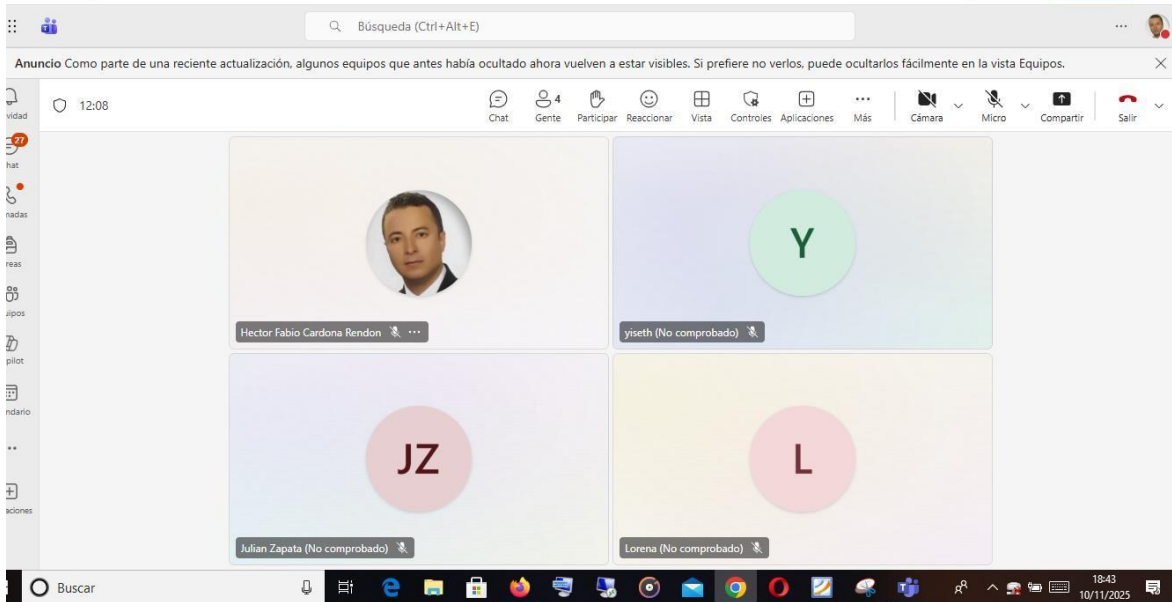 Búsqueda (Ctrl+Alt+E)
Anuncio Como parte de una reciente actualización, algunos equipos que antes había ocultado ahora vuelven a estar visibles. Si prefiere no verlos, puede ocultarlos fácilmente en la vista Equipos.
12:08
4
Chat
Gente
Participar
Reaccionar
Vista
Controles
Aplicaciones
Más
Cámara
Micro
Compartir
Salir
vidad
27
hat
nadas
reas
uipos
pilot
ndario
aciones
Y
Hector Fabio Cardona Rendon
yiseth (No comprobado)
JZ
L
Julian Zapata (No comprobado)
Lorena (No comprobado)
Buscar
18:43
10/11/2025